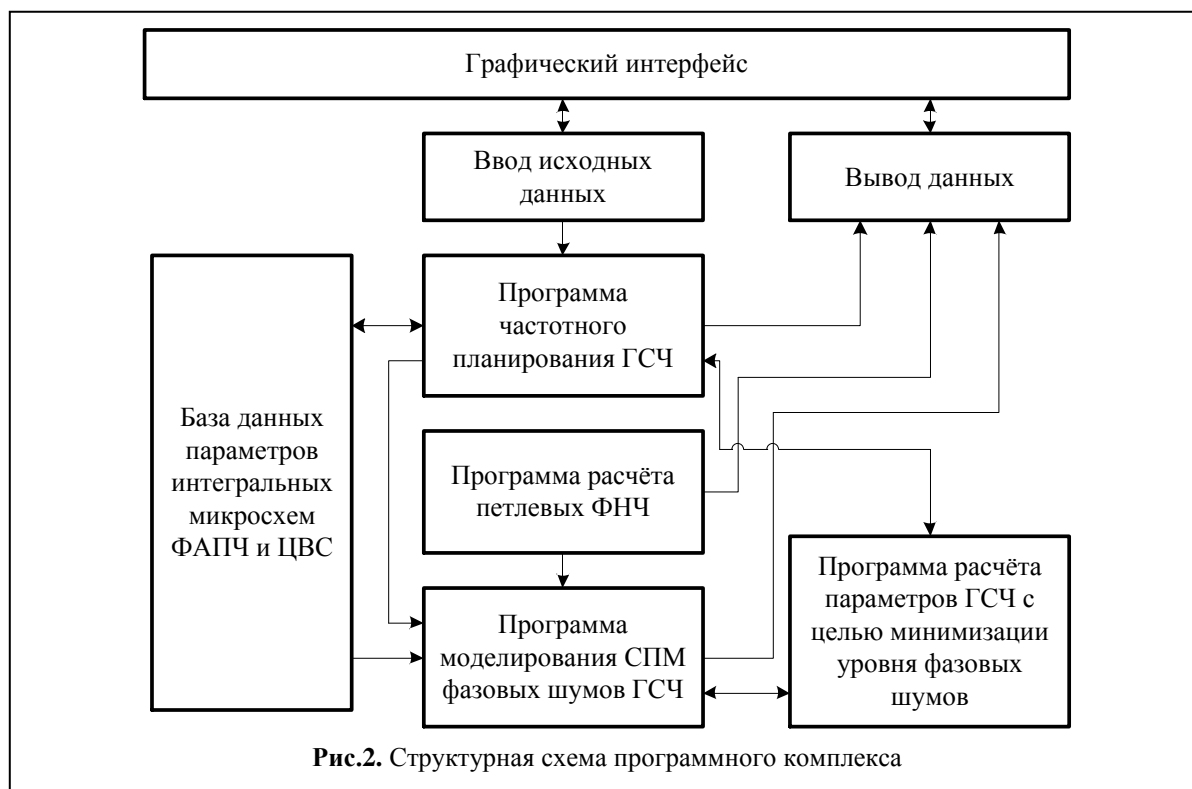 Графический интерфейс
Ввод исходных
данных
Вывод данных
Программа
частотного
планирования ГСЧ
База данных
параметров
интегральных
микросхем
ФАПЧ и ЦВС
Программа расчёта
петлевых ФНЧ
Программа расчёта
параметров ГСЧ с
целью минимизации
уровня фазовых
шумов
Программа
моделирования СПМ
фазовых шумов ГСЧ
Рис.2. Структурная схема программного комплекса